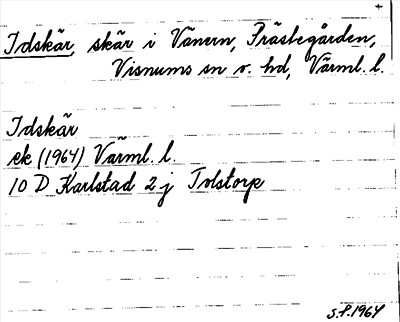 Idskär, skär i Vänern, Prästegården,
Visnums sn o. hd, Värml. l.
Idskär
ek (1964) Värml. l.
10 D Karlstad 2 j Tolstorp
S.P. 1964